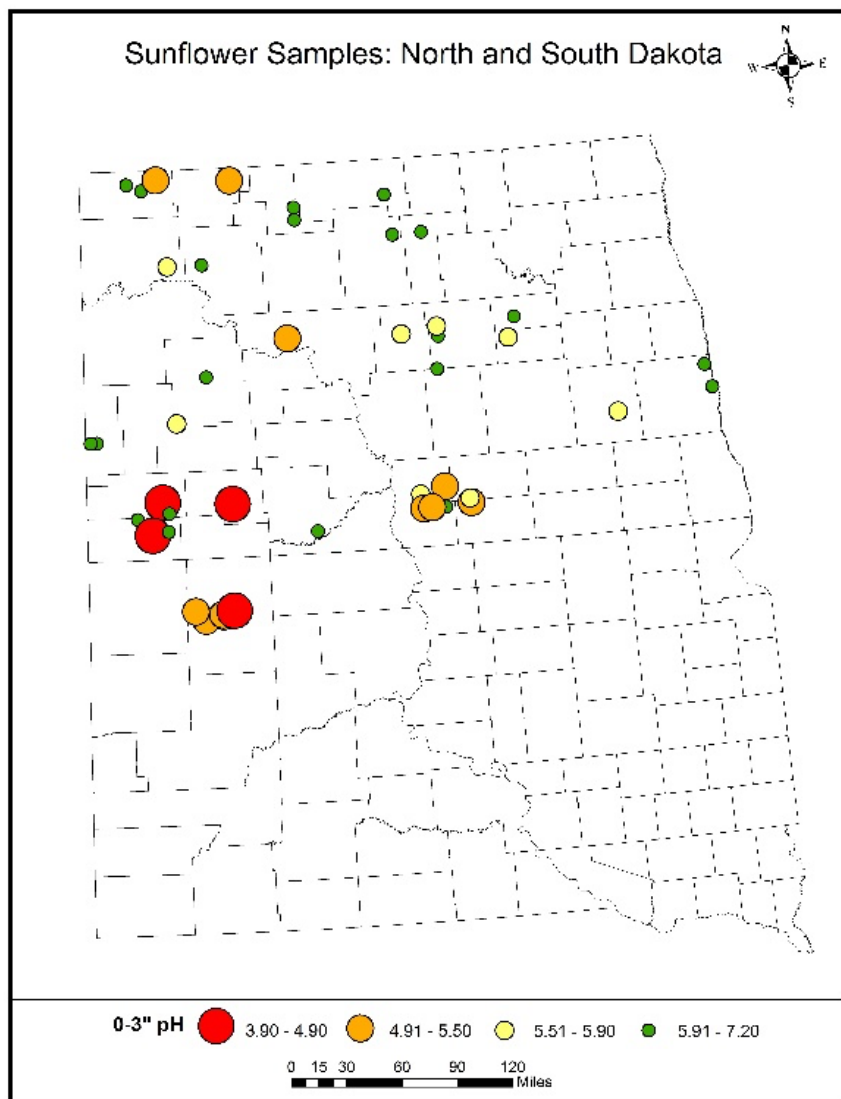 Sunflower Samples: North and South Dakota
N
W E
S
0-3" pH 3.90 - 4.90 4.91 - 5.50 5.51 - 5.90 5.91 - 7.20
0 15 30 60 90 120
Miles